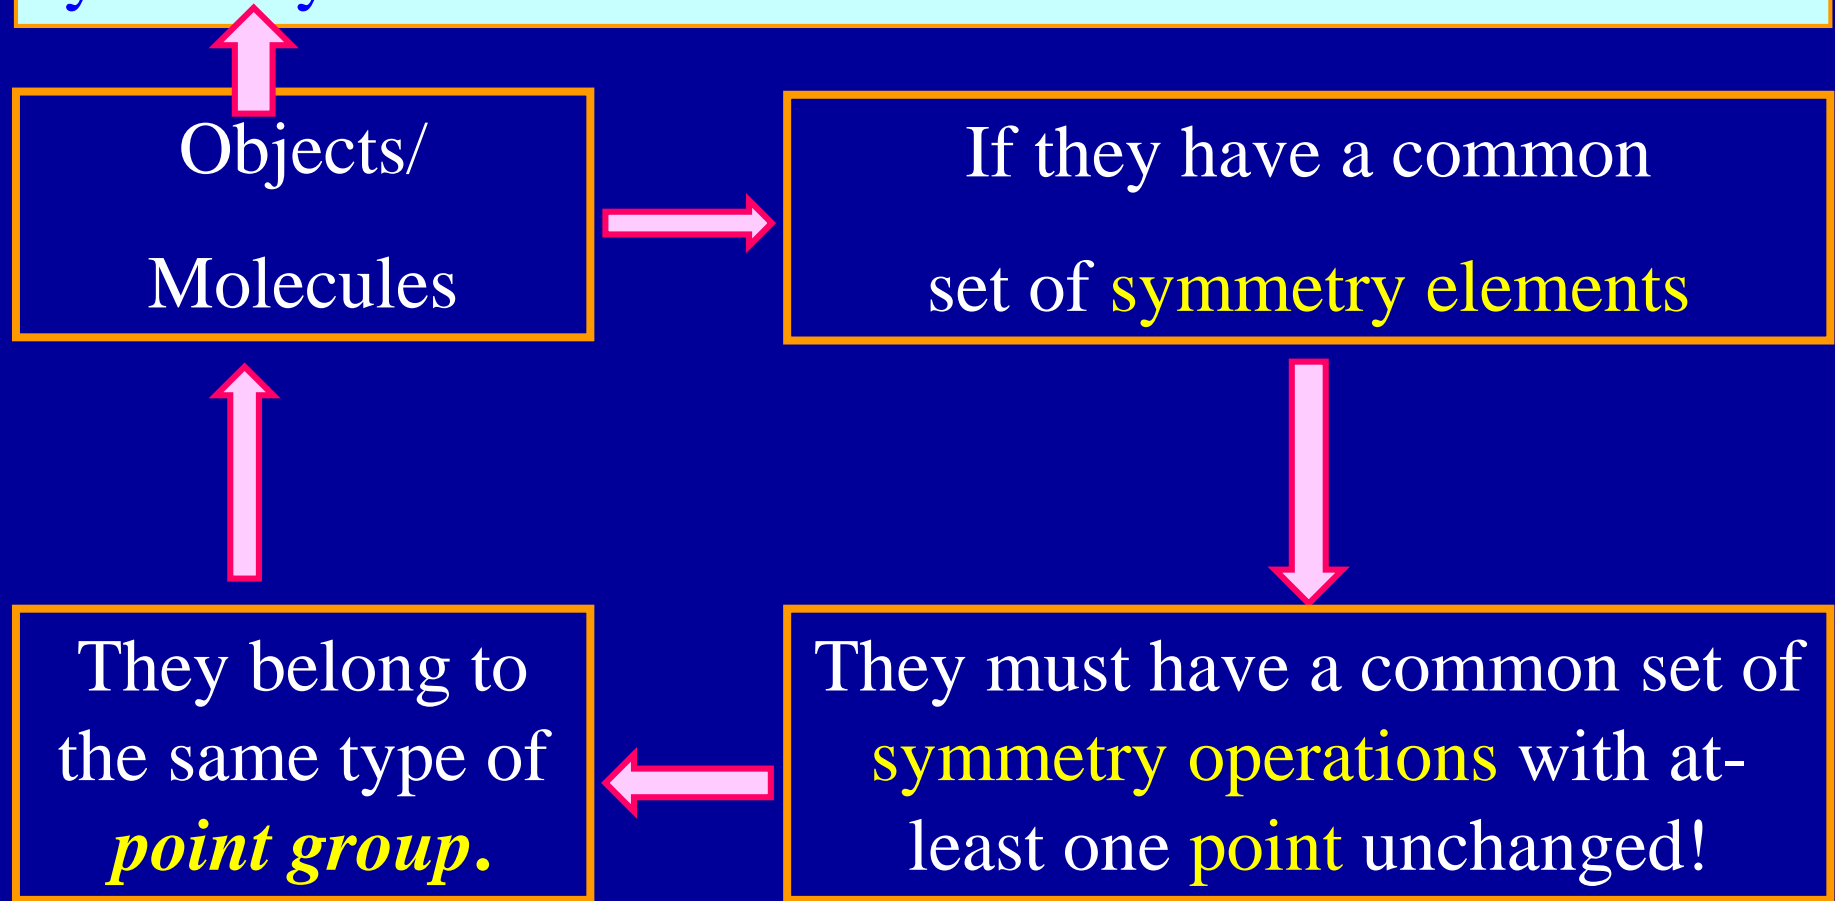 Objects/
Molecules
If they have a common
set of symmetry elements
They belong to
the same type of
point group.
They must have a common set of
symmetry operations with at-
least one point unchanged!